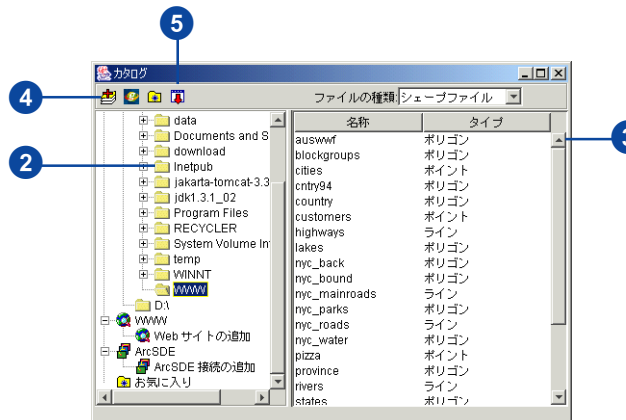 5
カタログ
4
ファイルの種類:シェープファイル
data
Documents and S
download
2
Inetpub
jakarta-tomcat-3.3
jdk1.3.1_02
Program Files
RECYCLER
System Volume In
temp
WINNT
WWW
D:\
WWW
Web サイトの追加
ArcSDE
ArcSDE 接続の追加
お気に入り
名称 タイプ
3
auswwf ポリゴン
blockgroups ポリゴン
cities ポイント
cntry94 ポリゴン
country ポリゴン
customers ポイント
highways ライン
lakes ポリゴン
nyc_back ポリゴン
nyc_bound ポリゴン
nyc_mainroads ライン
nyc_parks ポリゴン
nyc_roads ライン
nyc_water ポリゴン
pizza ポイント
province ポリゴン
rivers ライン
states ポリゴン